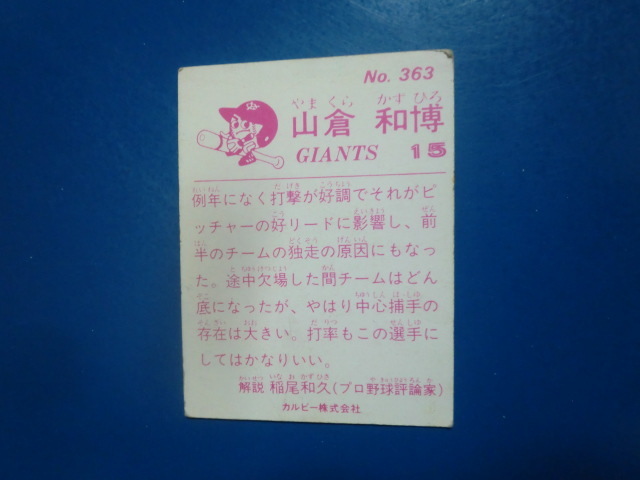 No. 363
やま くら かず ひろ
山倉 和博
GIANTS 15
例年になく打撃が好調でそれがピ
ッチャーの好リードに影響し、前
半のチームの独走の原因にもなっ
た。途中欠場した間チームはどん
底になったが、やはり中心捕手の
存在は大きい。打率もこの選手に
してはかなりいい。
解説 稲尾和久(プロ野球評論家)
カルビー株式会社